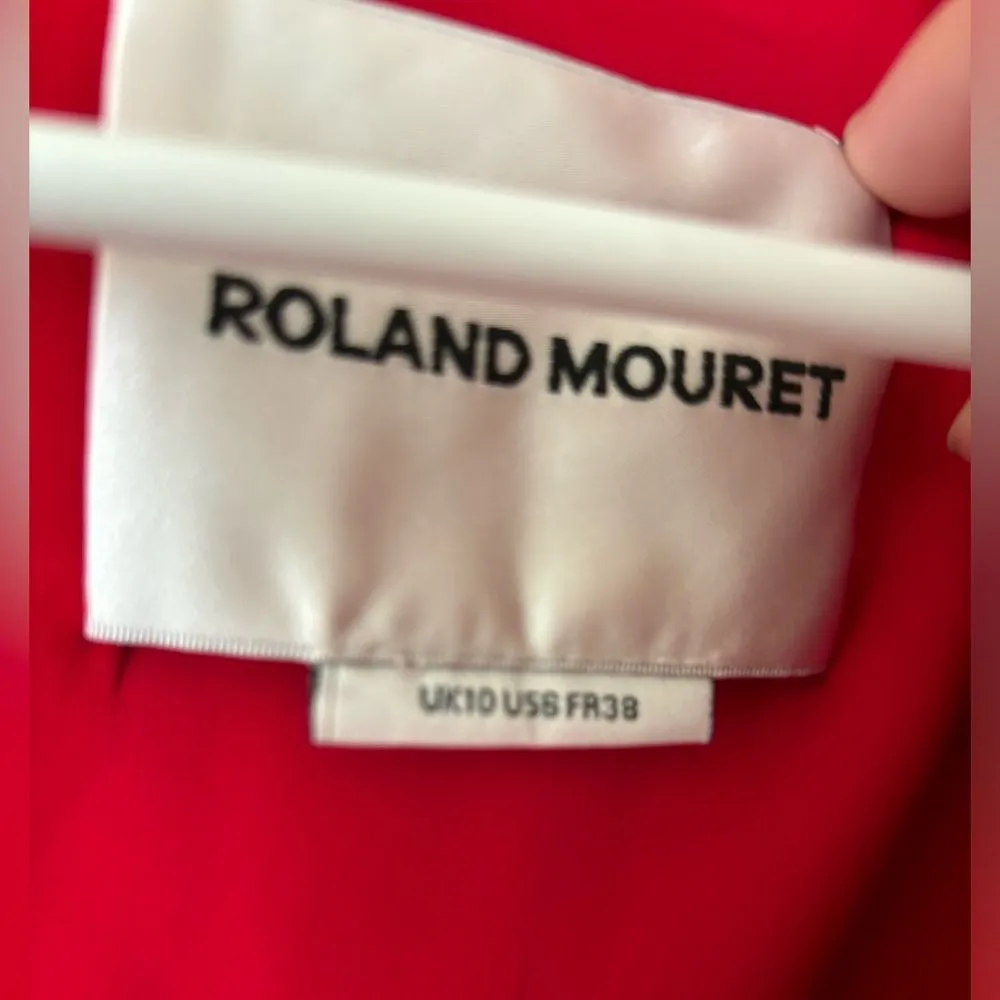 ROLAND MOURET
UK10 US6 FR38